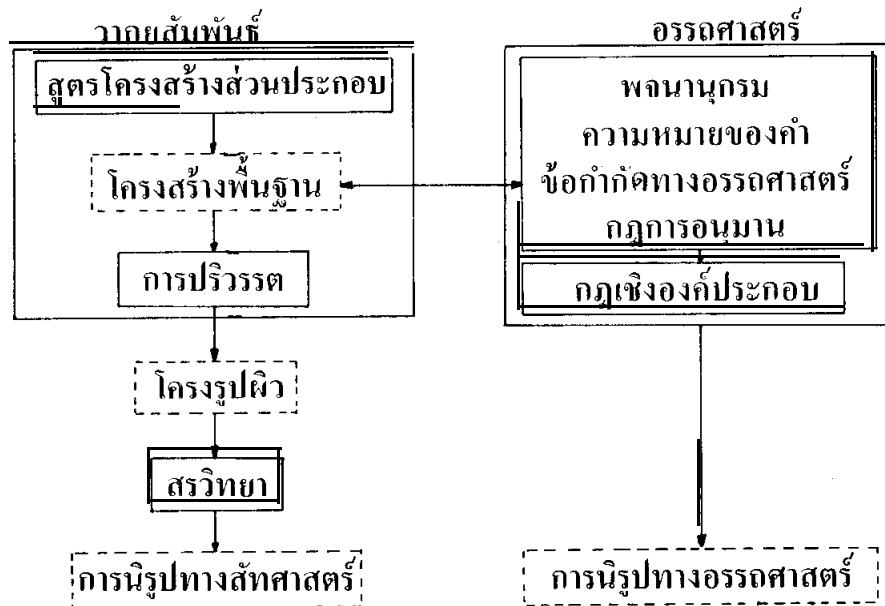 วากยสัมพันธ์
สูตรโครงสร้างส่วนประกอบ
โครงสร้างพื้นฐาน
การปริวรรต
โครงรูปผิว
สรวิทยา
การนิรูปทางสัทศาสตร์
อรรถศาสตร์
พจนานุกรม
ความหมายของคำ
ข้อกำกัดทางอรรถศาสตร์
กฎการอนุมาน
กฎเชิงองค์ประกอบ
การนิรูปทางอรรถศาสตร์